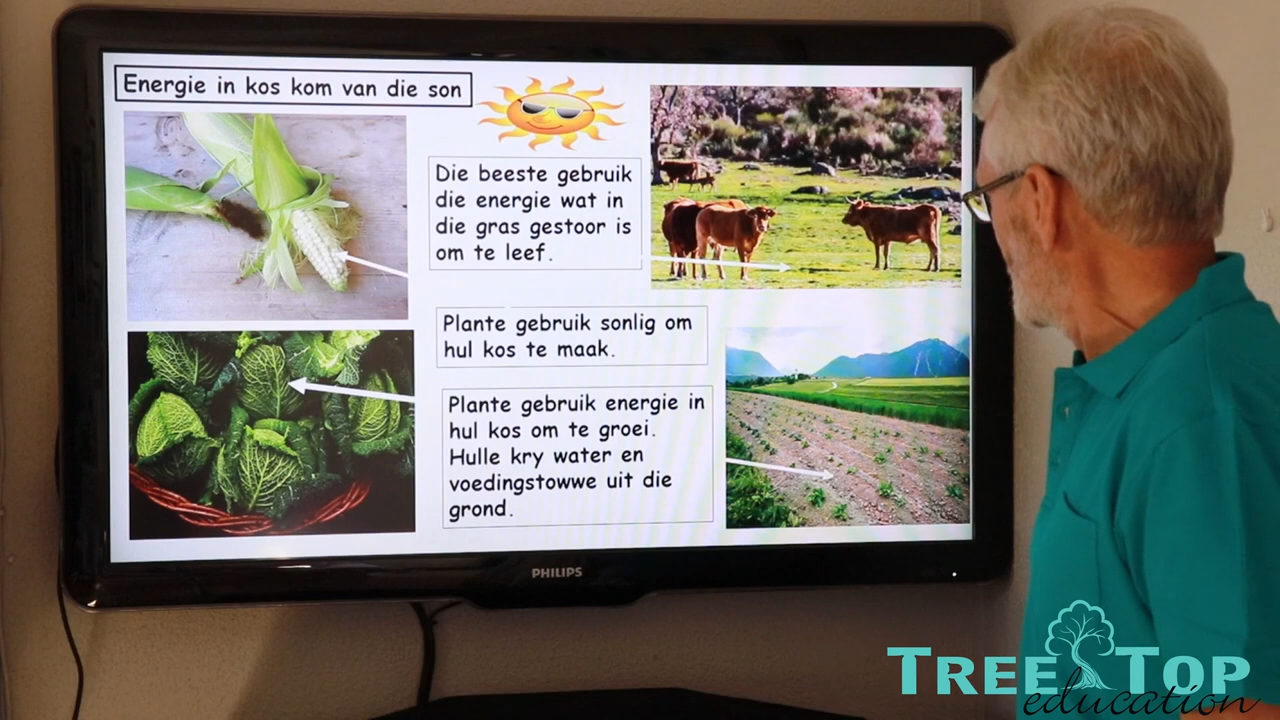 Energie in kos kom van die son
Die beeste gebruik
die energie wat in
die gras gestoor is
om te leef.
Plante gebruik sonlig om
hul kos te maak.
Plante gebruik energie in
hul kos om te groei.
Hulle kry water en
voedingstowwe uit die
grond.
PHILIPS
TREE TOP
education